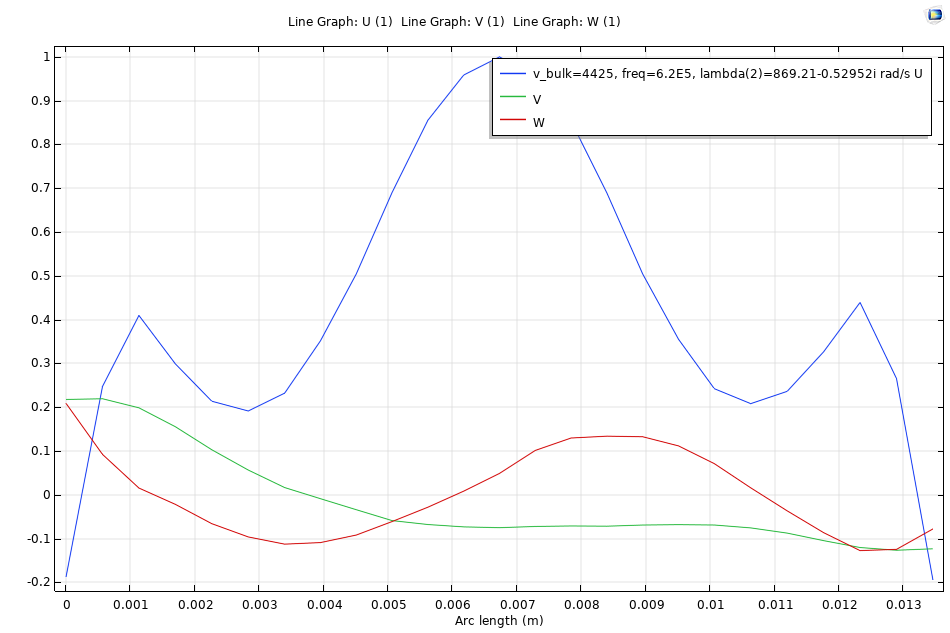 Line Graph: U (1)  Line Graph: V (1)  Line Graph: W (1)
v_bulk=4425, freq=6.2E5, lambda(2)=869.21-0.52952i rad/s U
V
W
1
0.9
0.8
0.7
0.6
0.5
0.4
0.3
0.2
0.1
0
-0.1
-0.2
0 0.001 0.002 0.003 0.004 0.005 0.006 0.007 0.008 0.009 0.01 0.011 0.012 0.013
Arc length (m)